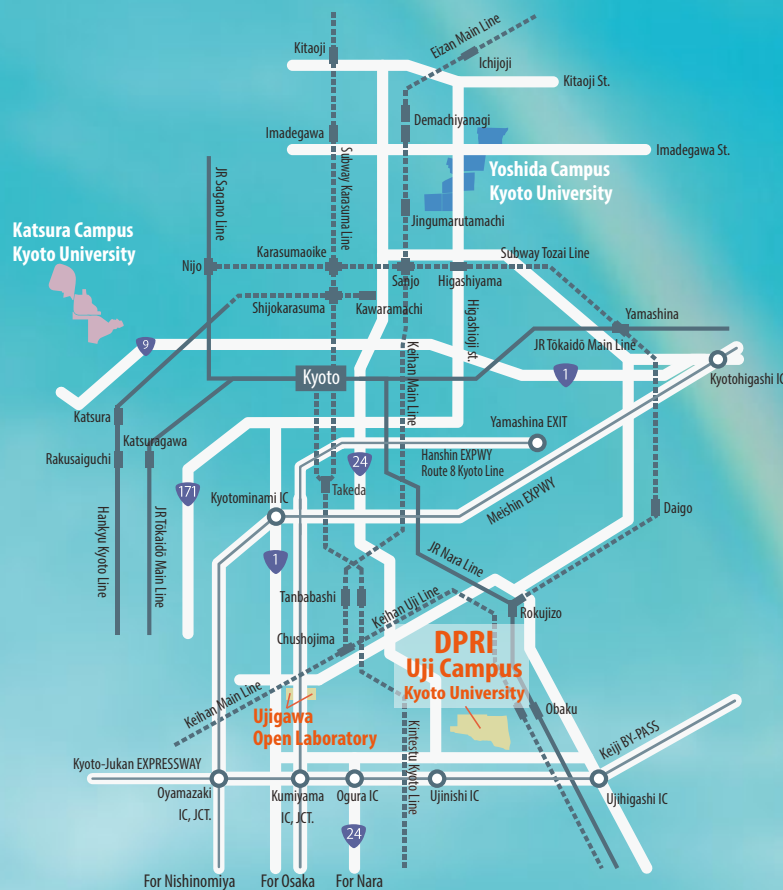 Kitaoji
Eizan Main Line
Ichijoji
Kitaoji St.
Demachiyanagi
Imadegawa
Imadegawa St.
Subway Karasuma Line
Yoshida Campus
Kyoto University
JR Sagano Line
Jingumarutamachi
Katsura Campus
Kyoto University
Karasumaoike
Subway Tozai Line
Nijo
Sanjo
Higashiyama
Shijokarasuma
Kawaramachi
Higashioji st.
Yamashina
JR Tōkaidō Main Line
9
Keihan Main Line
Kyoto
1
Kyotohigashi IC
Katsura
Katsuragawa
Yamashina EXIT
Rakusaiguchi
24
Hanshin EXPWY
Route 8 Kyoto Line
171
Takeda
Kyotominami IC
Meishin EXPWY
Daigo
Hankyu Kyoto Line
JR Tōkaidō Main Line
1
JR Nara Line
Tanbabashi
Keihan Uji Line
Rokujizo
Chushojima
DPRI
Uji Campus
Kyoto University
Keihan Main Line
Ujigawa
Open Laboratory
Obaku
Kintestu Kyoto Line
Keiji BY-PASS
Kyoto-Jukan EXPRESSWAY
Oyamazaki
IC, JCT.
Kumiyama
IC, JCT.
Ogura IC
Ujinishi IC
Ujihigashi IC
24
For Nishinomiya
For Osaka
For Nara